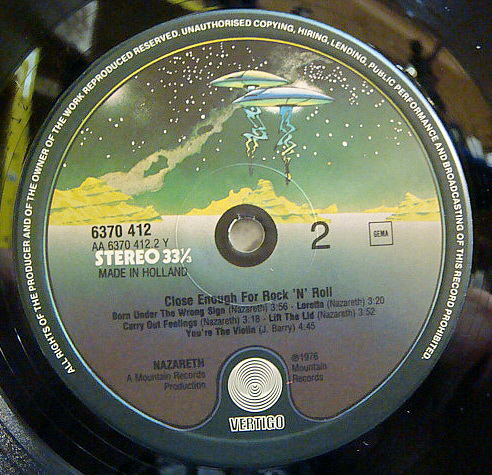 ALL RIGHTS OF THE PRODUCER AND OF THE OWNER OF THE WORK REPRODUCED RESERVED. UNAUTHORISED COPYING, HIRING, LENDING, PUBLIC PERFORMANCE AND BROADCASTING OF THIS RECORD PROHIBITED.
6370 412
AA 6370 412.2 Y
STEREO 33⅓
MADE IN HOLLAND
2
GEMA
Close Enough For Rock 'N' Roll
Born Under The Wrong Sign (Nazareth) 3:56 - Loretta (Nazareth) 3:20
Carry Out Feelings (Nazareth) 3:18 - Lift The Lid (Nazareth) 3:52
You're The Violin (J. Barry) 4:45
NAZARETH
A Mountain Records
Production
℗1976
Mountain
Records
VERTIGO